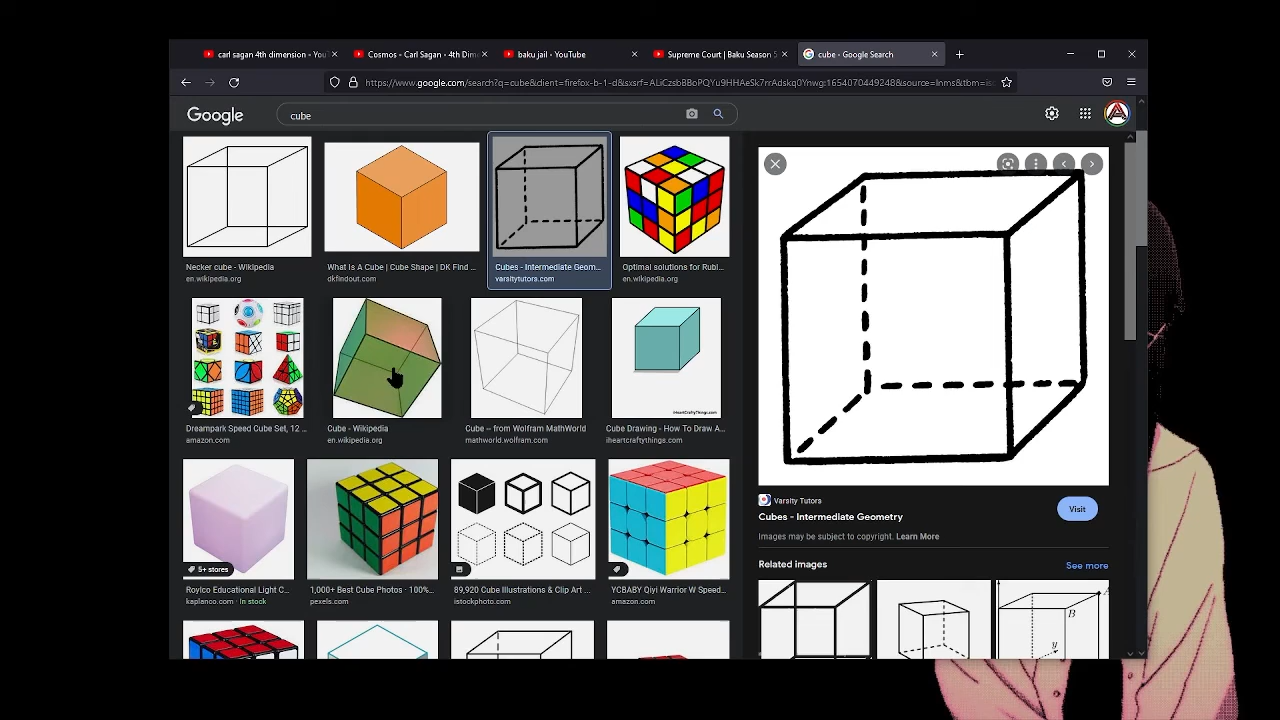 carl sagan 4th dimension - You
Cosmos - Carl Sagan - 4th Dim
baku jail - YouTube
Supreme Court | Baku Season
cube - Google Search
Google
cube
Necker cube - Wikipedia
en.wikipedia.org
What Is A Cube | Cube Shape | DK Find ...
dkfindout.com
Cubes - Intermediate Geom...
varsitytutors.com
Optimal solutions for Rubi...
en.wikipedia.org
Dreampark Speed Cube Set, 12 ...
amazon.com
Cube - Wikipedia
en.wikipedia.org
Cube -- from Wolfram MathWorld
mathworld.wolfram.com
iHeartCraftyThings.com
Cube Drawing - How To Draw A...
iheartcraftythings.com
5+ stores
Roylco Educational Light C...
kaplanco.com · In stock
1,000+ Best Cube Photos · 100%...
pexels.com
89,920 Cube Illustrations & Clip Art ...
istockphoto.com
YCBABY Qiyi Warrior W Speed...
amazon.com
Varsity Tutors
Cubes - Intermediate Geometry
Visit
Images may be subject to copyright. Learn More
Related images
See more
A
B
y